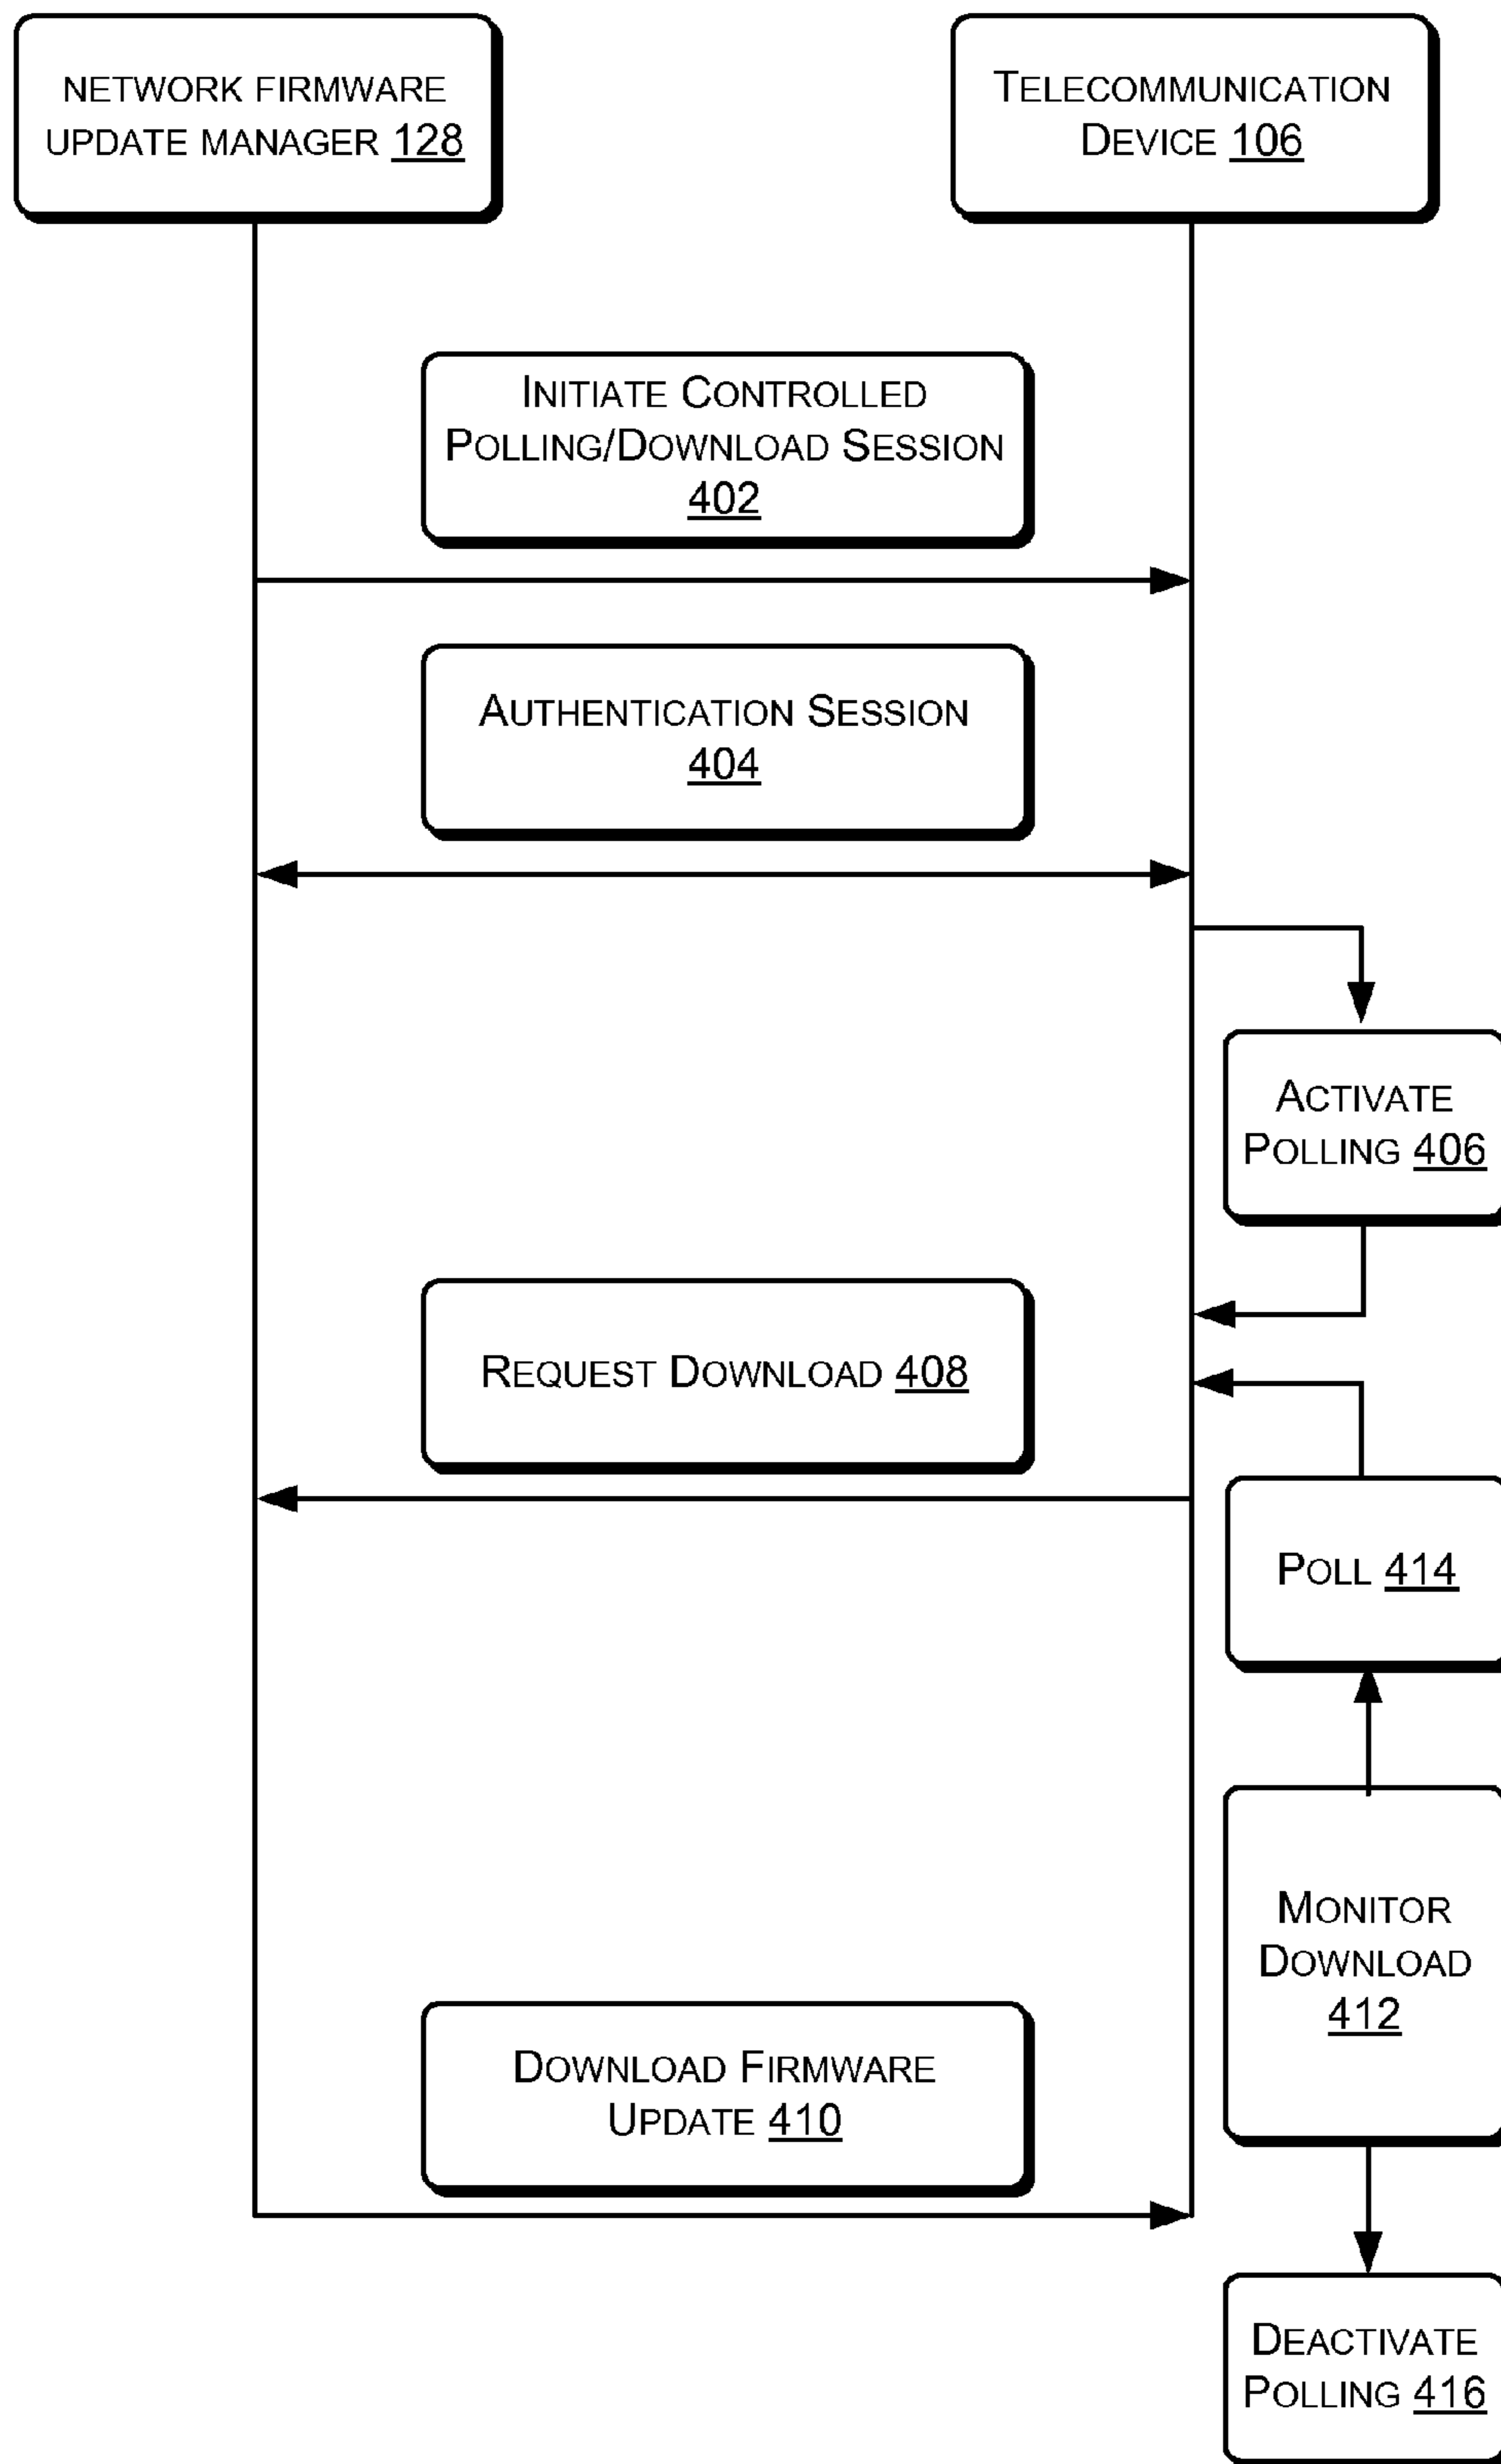 NETWORK FIRMWARE
UPDATE MANAGER 128
TELECOMMUNICATION
DEVICE 106
INITIATE CONTROLLED
POLLING/DOWNLOAD SESSION
402
AUTHENTICATION SESSION
404
ACTIVATE
POLLING 406
REQUEST DOWNLOAD 408
POLL 414
MONITOR
DOWNLOAD
412
DOWNLOAD FIRMWARE
UPDATE 410
DEACTIVATE
POLLING 416